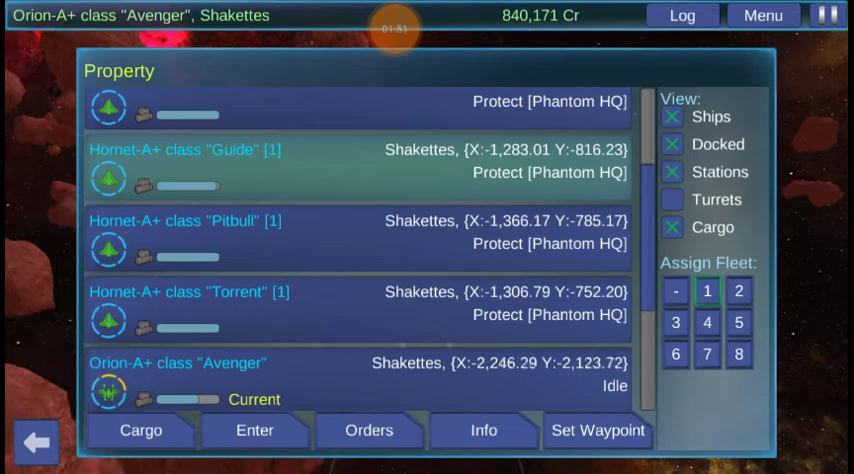 Orion-A+ class "Avenger", Shakettes
840,171 Cr
Log
Menu
01:51
Property
Protect [Phantom HQ]
Hornet-A+ class "Guide" [1]
Shakettes, {X:-1,283.01 Y:-816.23}
Protect [Phantom HQ]
Hornet-A+ class "Pitbull" [1]
Shakettes, {X:-1,366.17 Y:-785.17}
Protect [Phantom HQ]
Hornet-A+ class "Torrent" [1]
Shakettes, {X:-1,306.79 Y:-752.20}
Protect [Phantom HQ]
Orion-A+ class "Avenger"
Shakettes, {X:-2,246.29 Y:-2,123.72}
Idle
Current
View:
Ships
Docked
Stations
Turrets
Cargo
Assign Fleet:
- 1 2
3 4 5
6 7 8
Cargo
Enter
Orders
Info
Set Waypoint